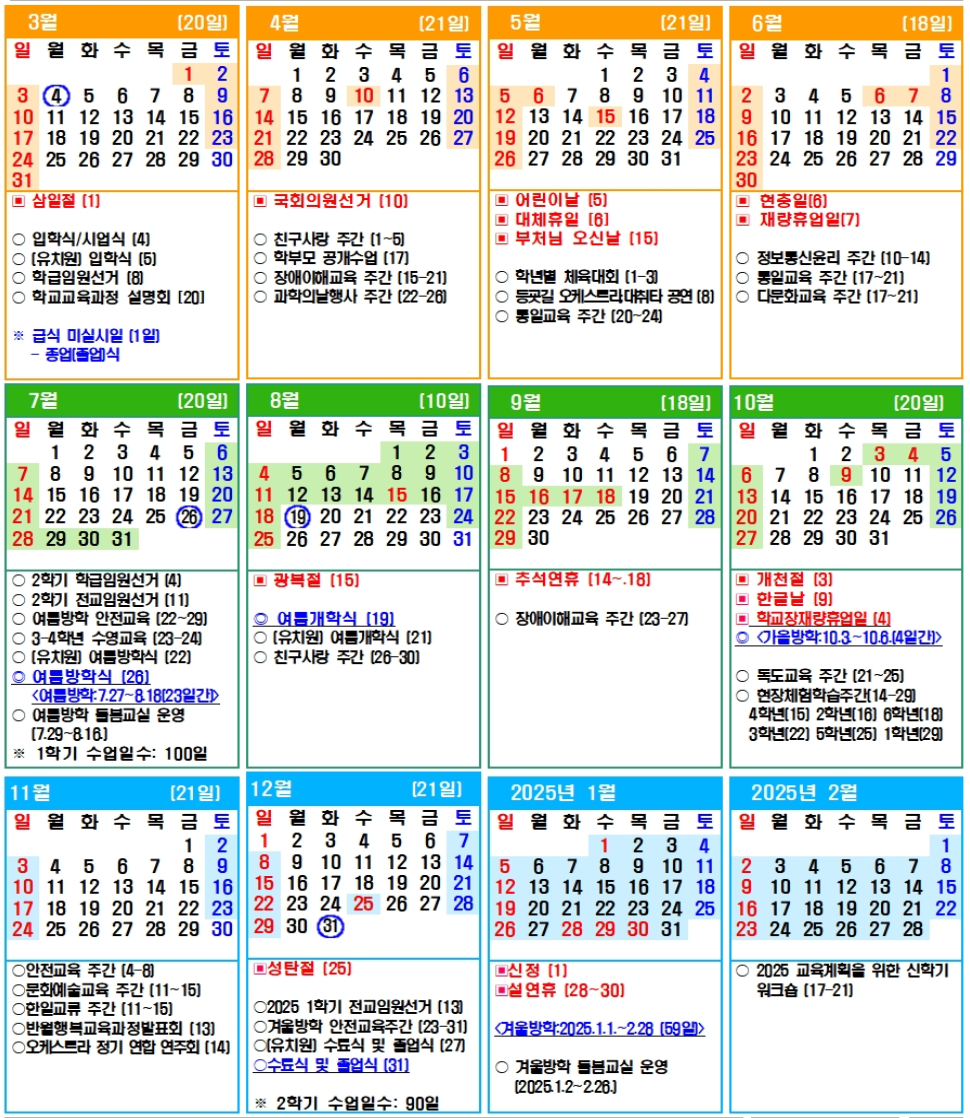 3월 (20일)
일 월 화 수 목 금 토
1 2
3 4 5 6 7 8 9
10 11 12 13 14 15 16
17 18 19 20 21 22 23
24 25 26 27 28 29 30
31
▣ 삼일절 (1)
○ 입학식/시업식 (4)
○ (유치원) 입학식 (5)
○ 학급임원선거 (8)
○ 학교교육과정 설명회 (20)
※ 급식 미실시일 (1일)
- 종업(졸업)식
4월 (21일)
일 월 화 수 목 금 토
1 2 3 4 5 6
7 8 9 10 11 12 13
14 15 16 17 18 19 20
21 22 23 24 25 26 27
28 29 30
▣ 국회의원선거 (10)
○ 친구사랑 주간 (1~5)
○ 학부모 공개수업 (17)
○ 장애이해교육 주간 (15~21)
○ 과학의날행사 주간 (22~26)
5월 (21일)
일 월 화 수 목 금 토
1 2 3 4
5 6 7 8 9 10 11
12 13 14 15 16 17 18
19 20 21 22 23 24 25
26 27 28 29 30 31
▣ 어린이날 (5)
▣ 대체휴일 (6)
▣ 부처님 오신날 (15)
○ 학년별 체육대회 (1~3)
○ 등굣길 오케스트라대취타 공연 (8)
○ 통일교육 주간 (20~24)
6월 (18일)
일 월 화 수 목 금 토
1
2 3 4 5 6 7 8
9 10 11 12 13 14 15
16 17 18 19 20 21 22
23 24 25 26 27 28 29
30
▣ 현충일(6)
▣ 재량휴업일(7)
○ 정보통신윤리 주간 (10-14)
○ 통일교육 주간 (17~21)
○ 다문화교육 주간 (17~21)
7월 (20일)
일 월 화 수 목 금 토
1 2 3 4 5 6
7 8 9 10 11 12 13
14 15 16 17 18 19 20
21 22 23 24 25 26 27
28 29 30 31
○ 2학기 학급임원선거 (4)
○ 2학기 전교임원선거 (11)
○ 여름방학 안전교육 (22~29)
○ 3-4학년 수영교육 (23-24)
○ (유치원) 여름방학식 (22)
◎ 여름방학식 (26)
<여름방학:7.27~8.18(23일간)>
○ 여름방학 돌봄교실 운영
(7.29~8.16.)
※ 1학기 수업일수: 100일
8월 (10일)
일 월 화 수 목 금 토
1 2 3
4 5 6 7 8 9 10
11 12 13 14 15 16 17
18 19 20 21 22 23 24
25 26 27 28 29 30 31
▣ 광복절 (15)
◎ 여름개학식 (19)
○ (유치원) 여름개학식 (21)
○ 친구사랑 주간 (26-30)
9월 (18일)
일 월 화 수 목 금 토
1 2 3 4 5 6 7
8 9 10 11 12 13 14
15 16 17 18 19 20 21
22 23 24 25 26 27 28
29 30
▣ 추석연휴 (14~.18)
○ 장애이해교육 주간 (23-27)
10월 (20일)
일 월 화 수 목 금 토
1 2 3 4 5
6 7 8 9 10 11 12
13 14 15 16 17 18 19
20 21 22 23 24 25 26
27 28 29 30 31
▣ 개천절 (3)
▣ 한글날 (9)
▣ 학교장재량휴업일 (4)
◎ <가을방학:10.3.~10.6.(4일간)>
○ 독도교육 주간 (21~25)
○ 현장체험학습주간(14-29)
4학년(15) 2학년(16) 6학년(18)
3학년(22) 5학년(25) 1학년(29)
11월 (21일)
일 월 화 수 목 금 토
1 2
3 4 5 6 7 8 9
10 11 12 13 14 15 16
17 18 19 20 21 22 23
24 25 26 27 28 29 30
○안전교육 주간 (4-8)
○문화예술교육 주간 (11~15)
○한일교류 주간 (11~15)
○반월행복교육과정발표회 (13)
○오케스트라 정기 연합 연주회 (14)
12월 (21일)
일 월 화 수 목 금 토
1 2 3 4 5 6 7
8 9 10 11 12 13 14
15 16 17 18 19 20 21
22 23 24 25 26 27 28
29 30 31
▣성탄절 (25)
○2025 1학기 전교임원선거 (13)
○겨울방학 안전교육주간 (23-31)
○(유치원) 수료식 및 졸업식 (27)
○수료식 및 졸업식 (31)
※ 2학기 수업일수: 90일
2025년 1월
일 월 화 수 목 금 토
1 2 3 4
5 6 7 8 9 10 11
12 13 14 15 16 17 18
19 20 21 22 23 24 25
26 27 28 29 30 31
▣신정 (1)
▣설연휴 (28~30)
<겨울방학:2025.1.1.~2.28 (59일)>
○ 겨울방학 돌봄교실 운영
(2025.1.2~2.26.)
2025년 2월
일 월 화 수 목 금 토
1
2 3 4 5 6 7 8
9 10 11 12 13 14 15
16 17 18 19 20 21 22
23 24 25 26 27 28
○ 2025 교육계획을 위한 신학기
워크숍 (17~21)